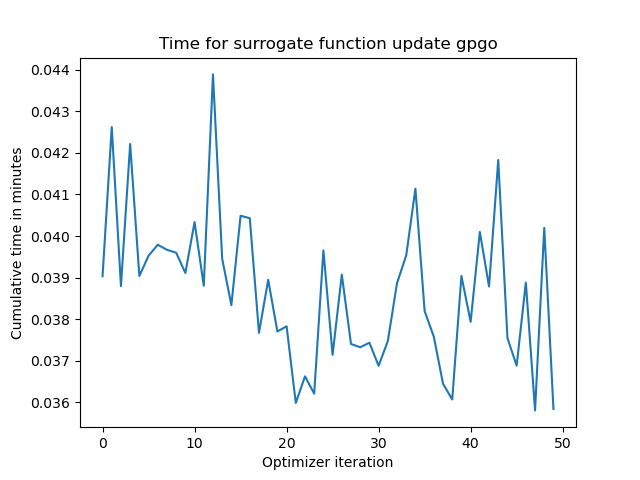 Time for surrogate function update gpgo
0.044
0.043
0.042
0.041
0.040
0.039
0.038
0.037
0.036
Cumulative time in minutes
0 10 20 30 40 50
Optimizer iteration